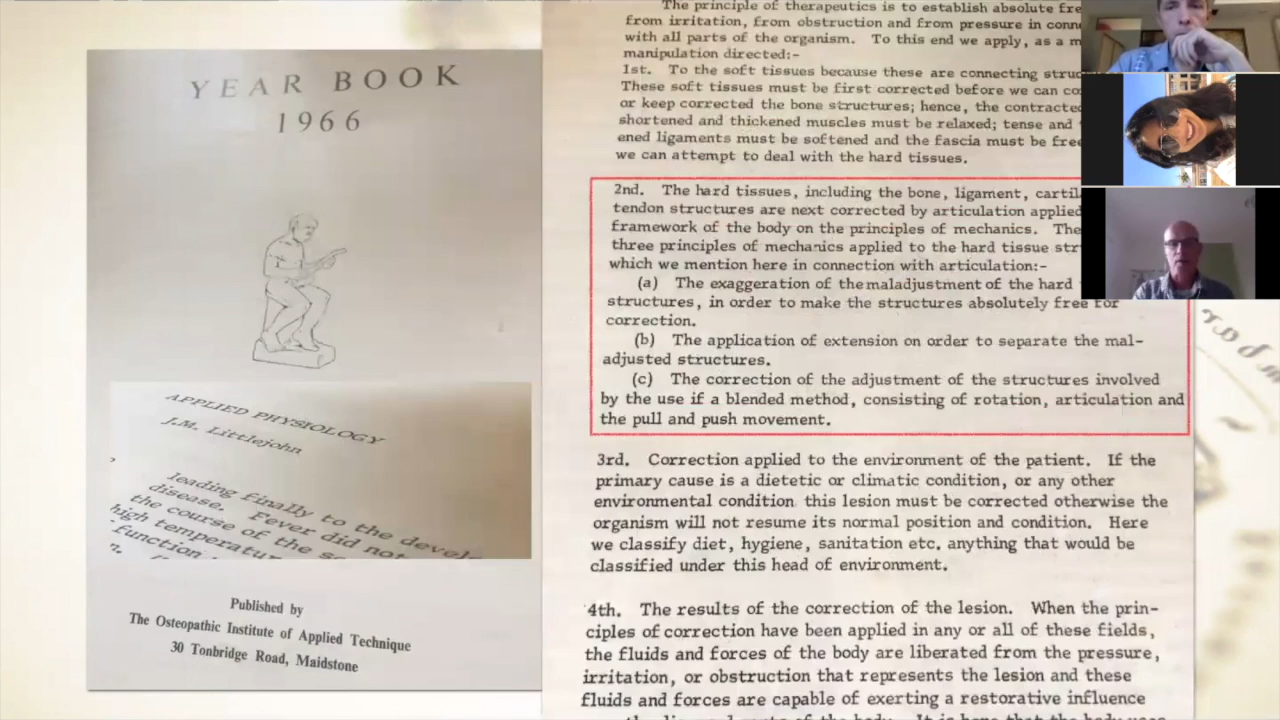 YEAR BOOK
1966
APPLIED PHYSIOLOGY
J.M. Littlejohn
leading finally to the
disease. Fever did not
the course of the
high
function
Published by
The Osteopathic Institute of Applied Technique
30 Tonbridge Road, Maidstone
The principle of therapeutics is to establish absolute
from irritation, from obstruction and from pressure in
with all parts of the organism. To this end we apply, as a
manipulation directed:-
1st. To the soft tissues because these are connecting
These soft tissues must be first corrected before we can
or keep corrected the bone structures; hence, the contracted
shortened and thickened muscles must be relaxed; tense and
ened ligaments must be softened and the fascia must be
we can attempt to deal with the hard tissues.
2nd. The hard tissues, including the bone, ligament,
tendon structures are next corrected by articulation applied
framework of the body on the principles of mechanics.
three principles of mechanics applied to the hard tissue
which we mention here in connection with articulation:-
(a) The exaggeration of the maladjustment of the hard
structures, in order to make the structures absolutely free for
correction.
(b) The application of extension on order to separate the mal-
adjusted structures.
(c) The correction of the adjustment of the structures involved
by the use if a blended method, consisting of rotation, articulation and
the pull and push movement.
3rd. Correction applied to the environment of the patient. If the
primary cause is a dietetic or climatic condition, or any other
environmental condition this lesion must be corrected otherwise the
organism will not resume its normal position and condition. Here
we classify diet, hygiene, sanitation etc. anything that would be
classified under this head of environment.
4th. The results of the correction of the lesion. When the prin-
ciples of correction have been applied in any or all of these fields,
the fluids and forces of the body are liberated from the pressure,
irritation, or obstruction that represents the lesion and these
fluids and forces are capable of exerting a restorative influence